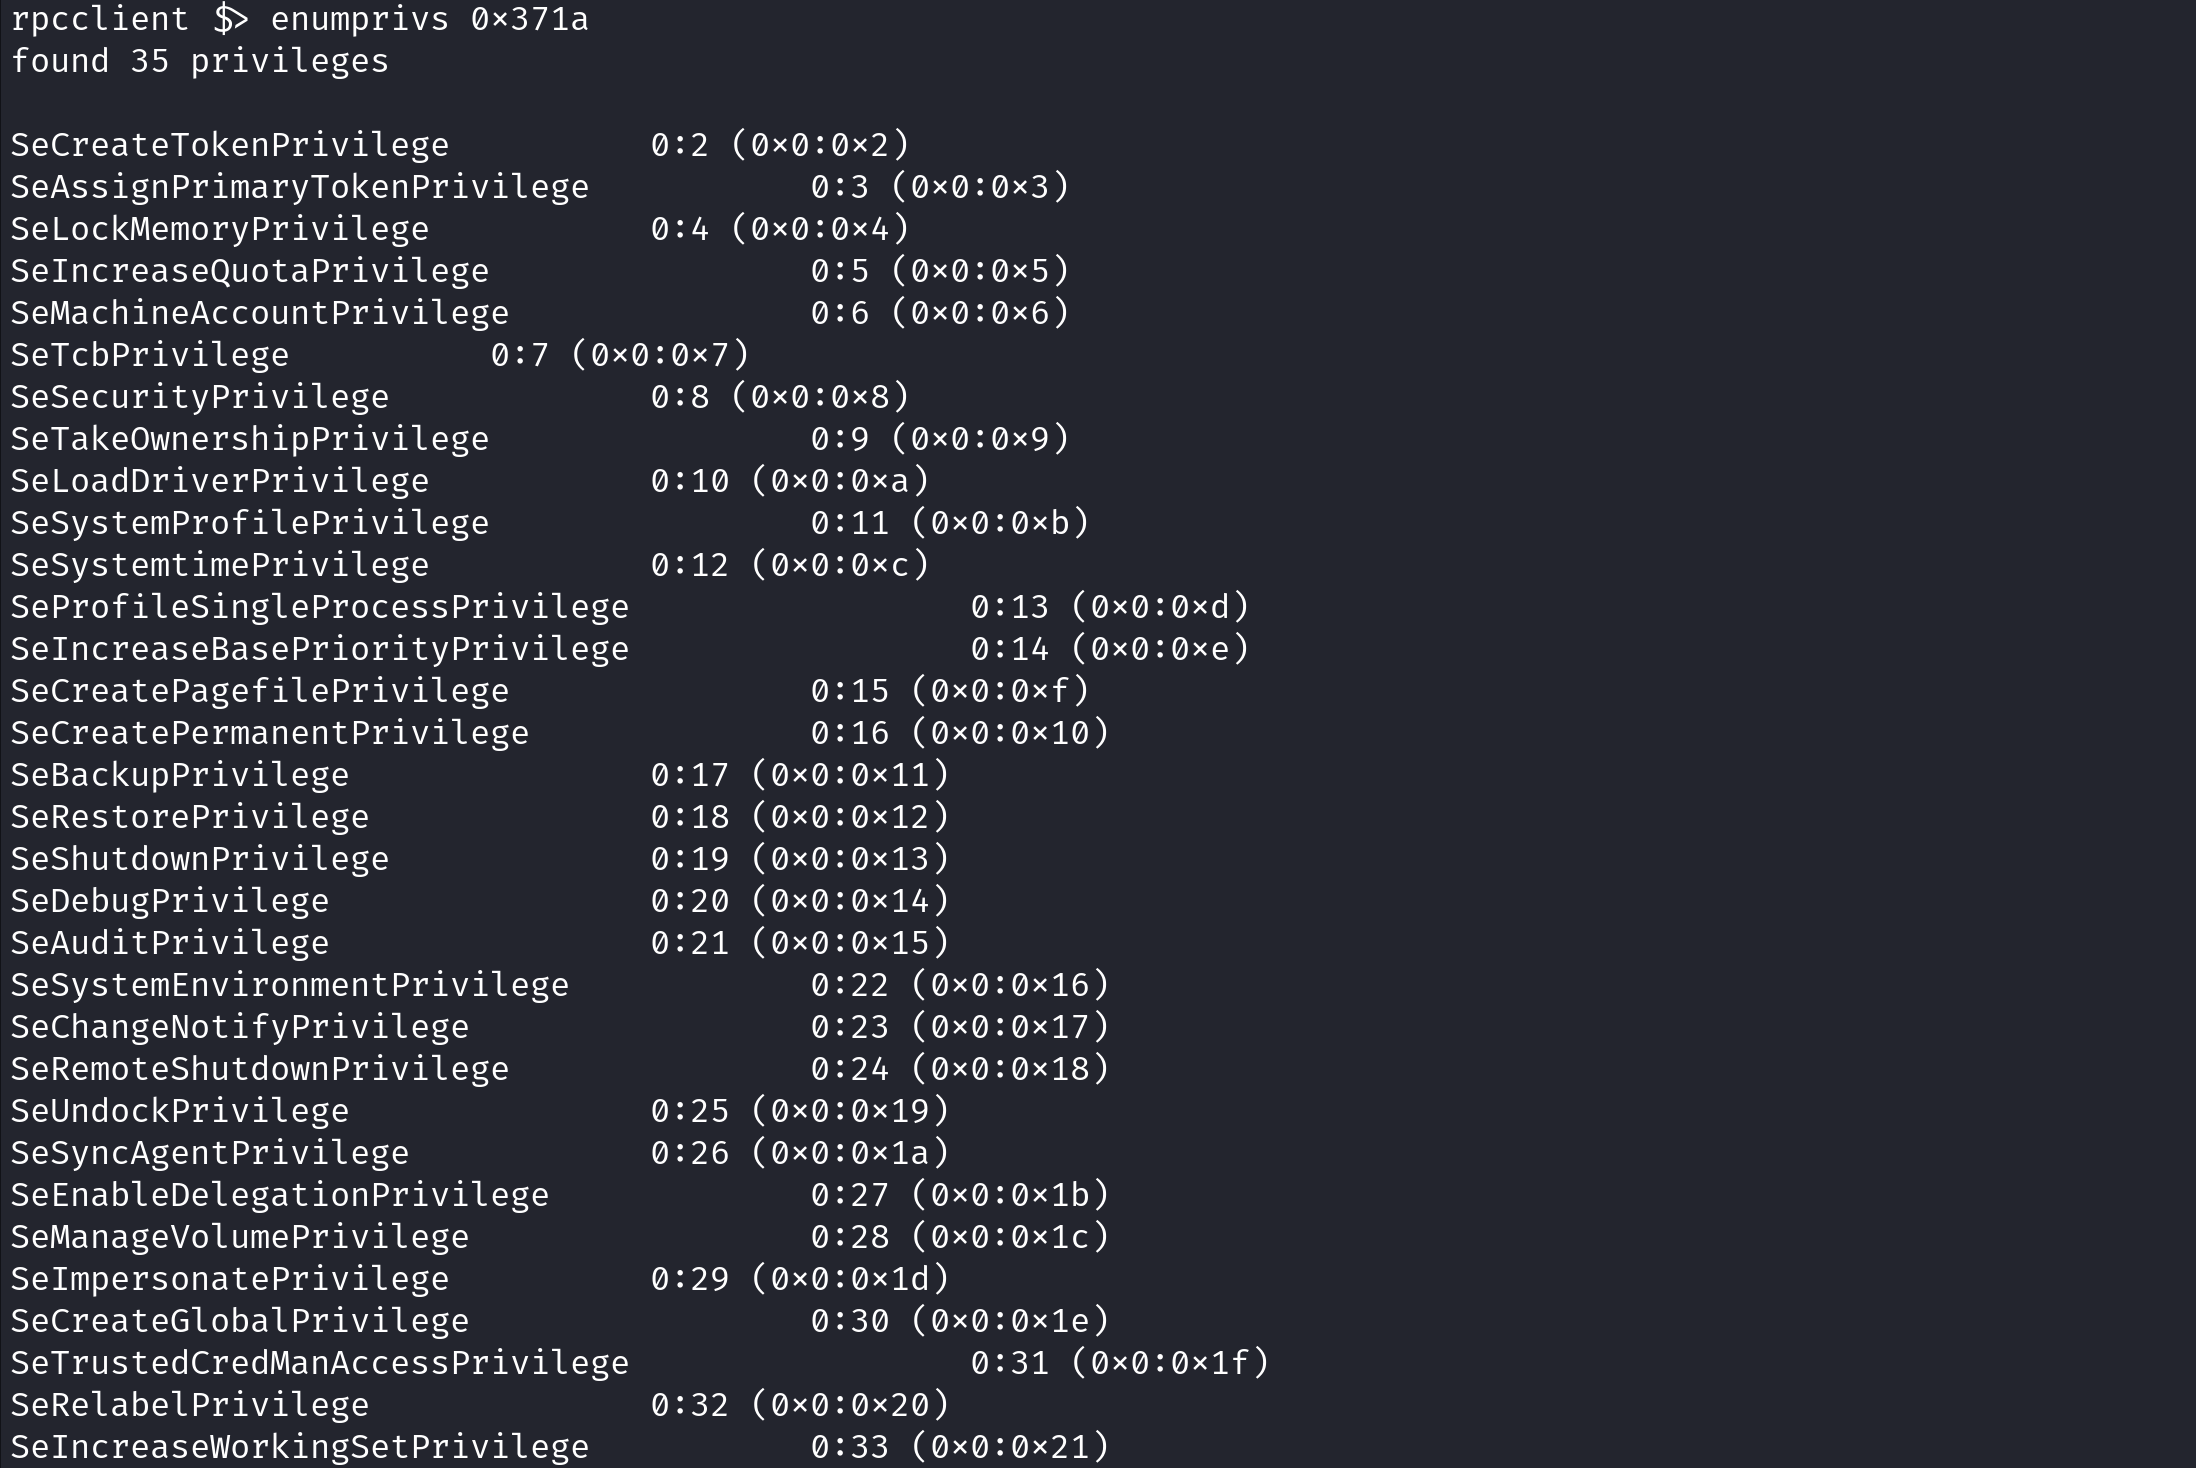 rpcclient $> enumprivs 0×371a
found 35 privileges

SeCreateTokenPrivilege 0:2 (0×0:0×2)
SeAssignPrimaryTokenPrivilege 0:3 (0×0:0×3)
SeLockMemoryPrivilege 0:4 (0×0:0×4)
SeIncreaseQuotaPrivilege 0:5 (0×0:0×5)
SeMachineAccountPrivilege 0:6 (0×0:0×6)
SeTcbPrivilege 0:7 (0×0:0×7)
SeSecurityPrivilege 0:8 (0×0:0×8)
SeTakeOwnershipPrivilege 0:9 (0×0:0×9)
SeLoadDriverPrivilege 0:10 (0×0:0×a)
SeSystemProfilePrivilege 0:11 (0×0:0×b)
SeSystemtimePrivilege 0:12 (0×0:0×c)
SeProfileSingleProcessPrivilege 0:13 (0×0:0×d)
SeIncreaseBasePriorityPrivilege 0:14 (0×0:0×e)
SeCreatePagefilePrivilege 0:15 (0×0:0×f)
SeCreatePermanentPrivilege 0:16 (0×0:0×10)
SeBackupPrivilege 0:17 (0×0:0×11)
SeRestorePrivilege 0:18 (0×0:0×12)
SeShutdownPrivilege 0:19 (0×0:0×13)
SeDebugPrivilege 0:20 (0×0:0×14)
SeAuditPrivilege 0:21 (0×0:0×15)
SeSystemEnvironmentPrivilege 0:22 (0×0:0×16)
SeChangeNotifyPrivilege 0:23 (0×0:0×17)
SeRemoteShutdownPrivilege 0:24 (0×0:0×18)
SeUndockPrivilege 0:25 (0×0:0×19)
SeSyncAgentPrivilege 0:26 (0×0:0×1a)
SeEnableDelegationPrivilege 0:27 (0×0:0×1b)
SeManageVolumePrivilege 0:28 (0×0:0×1c)
SeImpersonatePrivilege 0:29 (0×0:0×1d)
SeCreateGlobalPrivilege 0:30 (0×0:0×1e)
SeTrustedCredManAccessPrivilege 0:31 (0×0:0×1f)
SeRelabelPrivilege 0:32 (0×0:0×20)
SeIncreaseWorkingSetPrivilege 0:33 (0×0:0×21)